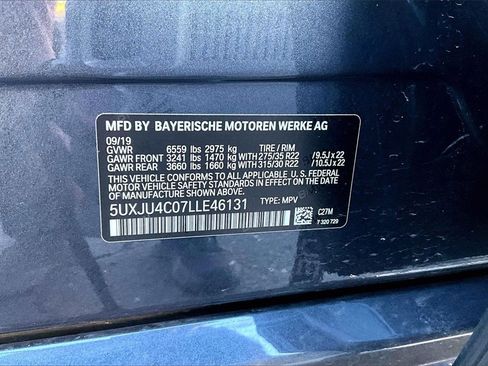 MFD BY BAYERISCHE MOTOREN WERKE AG
09/19
GVWR 6559 lbs 2975 kg TIRE / RIM
GAWR FRONT 3241 lbs 1470 kg WITH 275/35 R22 / 9.5J x 22
GAWR REAR 3660 lbs 1660 kg WITH 315/30 R22 / 10.5J x 22
THIS VEHICLE CONFORMS TO ALL APPLICABLE U.S. FEDERAL
MOTOR VEHICLE SAFETY STANDARDS IN EFFECT ON THE
DATE OF MANUFACTURE SHOWN ABOVE.
5UXJU4C07LLE46131 TYPE: MPV
C27M
7 320 729